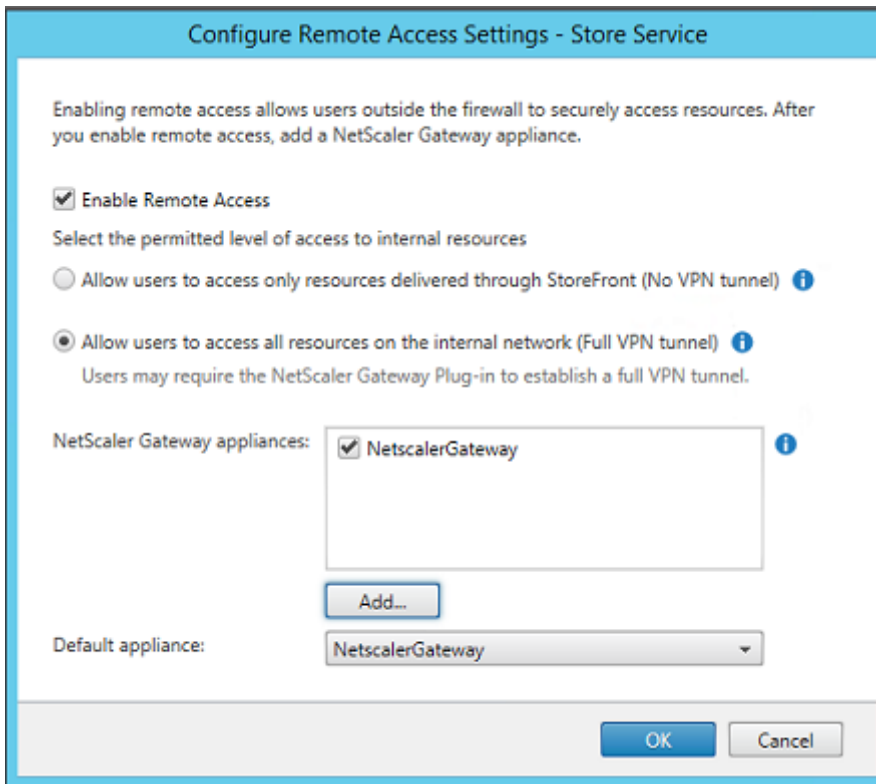 Configure Remote Access Settings - Store Service
Enabling remote access allows users outside the firewall to securely access resources. After
you enable remote access, add a NetScaler Gateway appliance.
Enable Remote Access
Select the permitted level of access to internal resources
Allow users to access only resources delivered through StoreFront (No VPN tunnel)
Allow users to access all resources on the internal network (Full VPN tunnel)
Users may require the NetScaler Gateway Plug-in to establish a full VPN tunnel.
NetScaler Gateway appliances:
NetscalerGateway
Add...
Default appliance:
NetscalerGateway
OK
Cancel